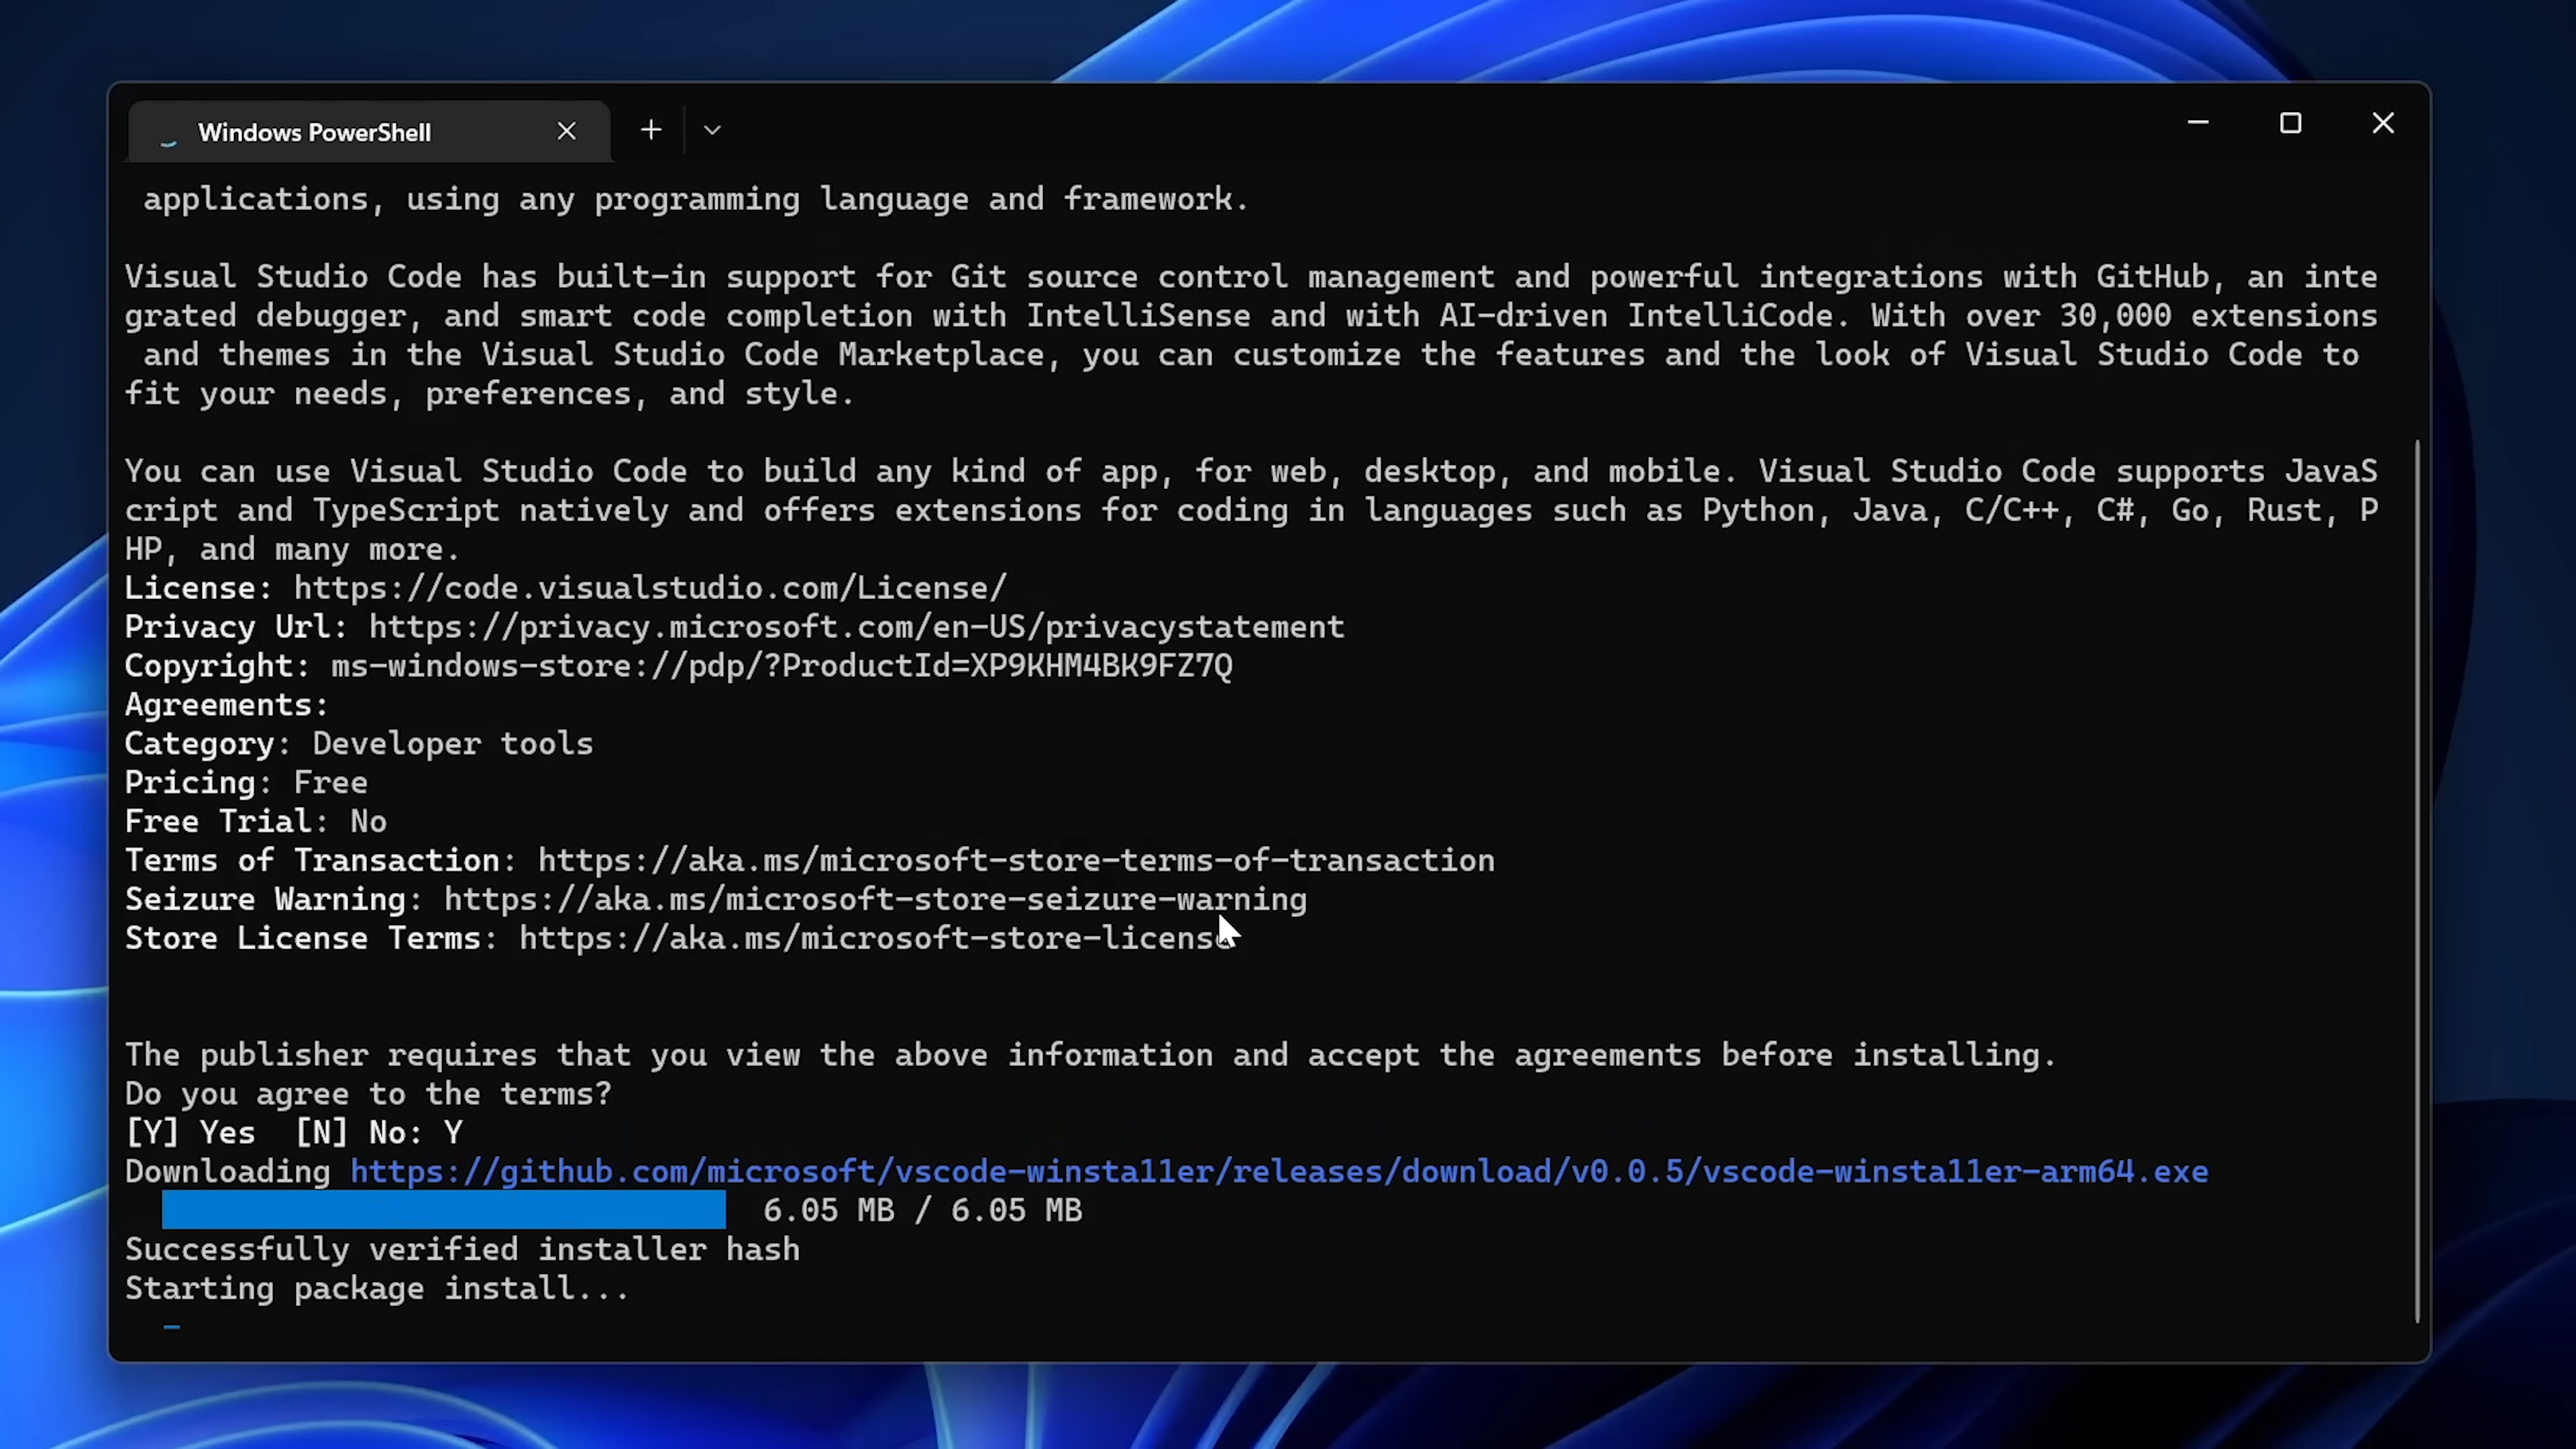 Windows PowerShell
applications, using any programming language and framework.
Visual Studio Code has built-in support for Git source control management and powerful integrations with GitHub, an inte
grated debugger, and smart code completion with IntelliSense and with AI-driven IntelliCode. With over 30,000 extensions
and themes in the Visual Studio Code Marketplace, you can customize the features and the look of Visual Studio Code to
fit your needs, preferences, and style.
You can use Visual Studio Code to build any kind of app, for web, desktop, and mobile. Visual Studio Code supports JavaS
cript and TypeScript natively and offers extensions for coding in languages such as Python, Java, C/C++, C#, Go, Rust, P
HP, and many more.
License: https://code.visualstudio.com/License/
Privacy Url: https://privacy.microsoft.com/en-US/privacystatement
Copyright: ms-windows-store://pdp/?ProductId=XP9KHM4BK9FZ7Q
Agreements:
Category: Developer tools
Pricing: Free
Free Trial: No
Terms of Transaction: https://aka.ms/microsoft-store-terms-of-transaction
Seizure Warning: https://aka.ms/microsoft-store-seizure-warning
Store License Terms: https://aka.ms/microsoft-store-license
The publisher requires that you view the above information and accept the agreements before installing.
Do you agree to the terms?
[Y] Yes  [N] No: Y
Downloading https://github.com/microsoft/vscode-winsta11er/releases/download/v0.0.5/vscode-winsta11er-arm64.exe
6.05 MB / 6.05 MB
Successfully verified installer hash
Starting package install...